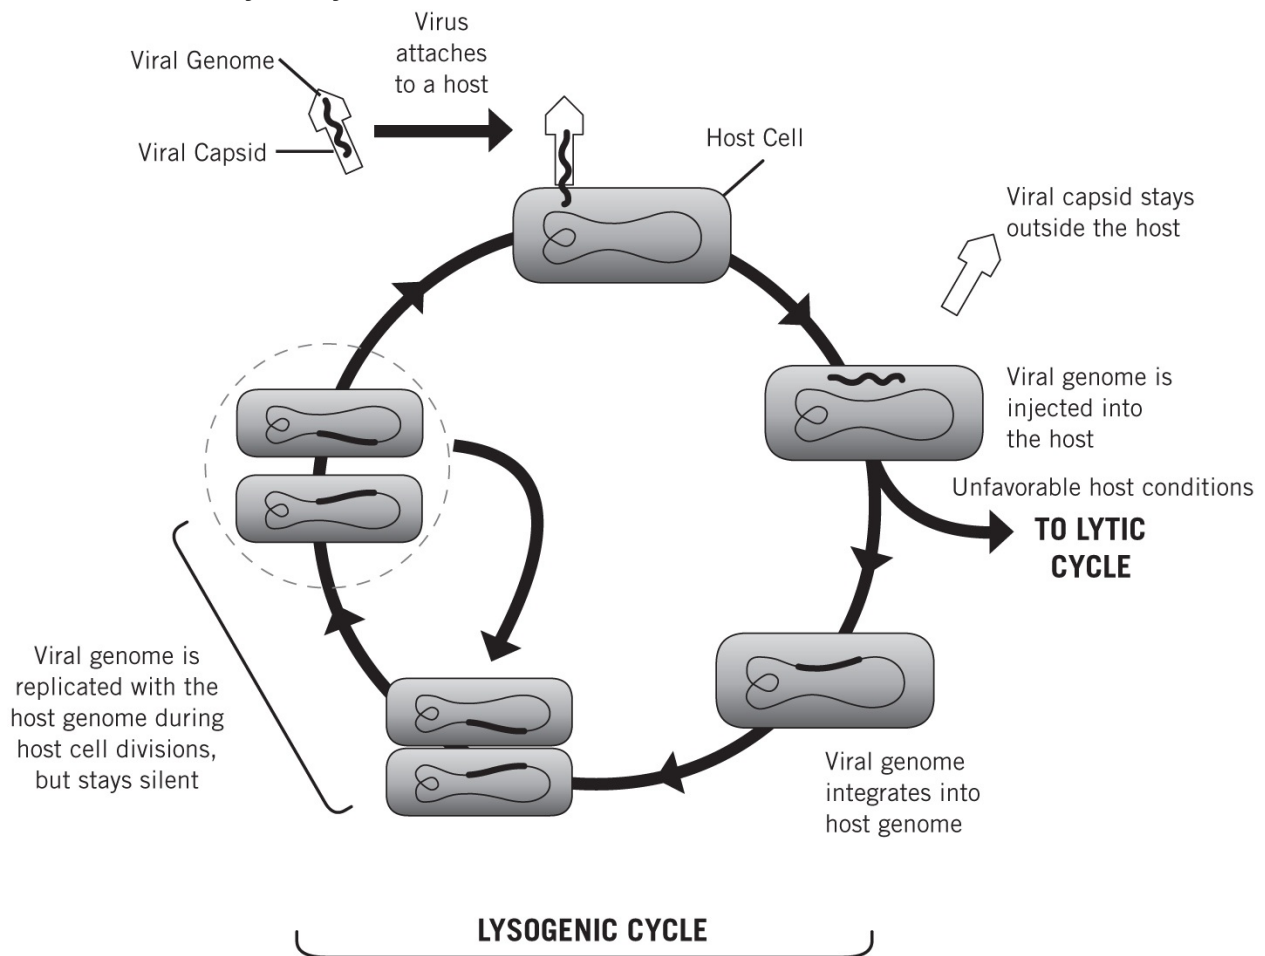 Virus
attaches
to a host
Viral Genome
Viral Capsid
Host Cell
Viral capsid stays
outside the host
Viral genome is
injected into
the host
Unfavorable host conditions
TO LYTIC
CYCLE
Viral genome is
replicated with the
host genome during
host cell divisions,
but stays silent
Viral genome
integrates into
host genome
LYSOGENIC CYCLE